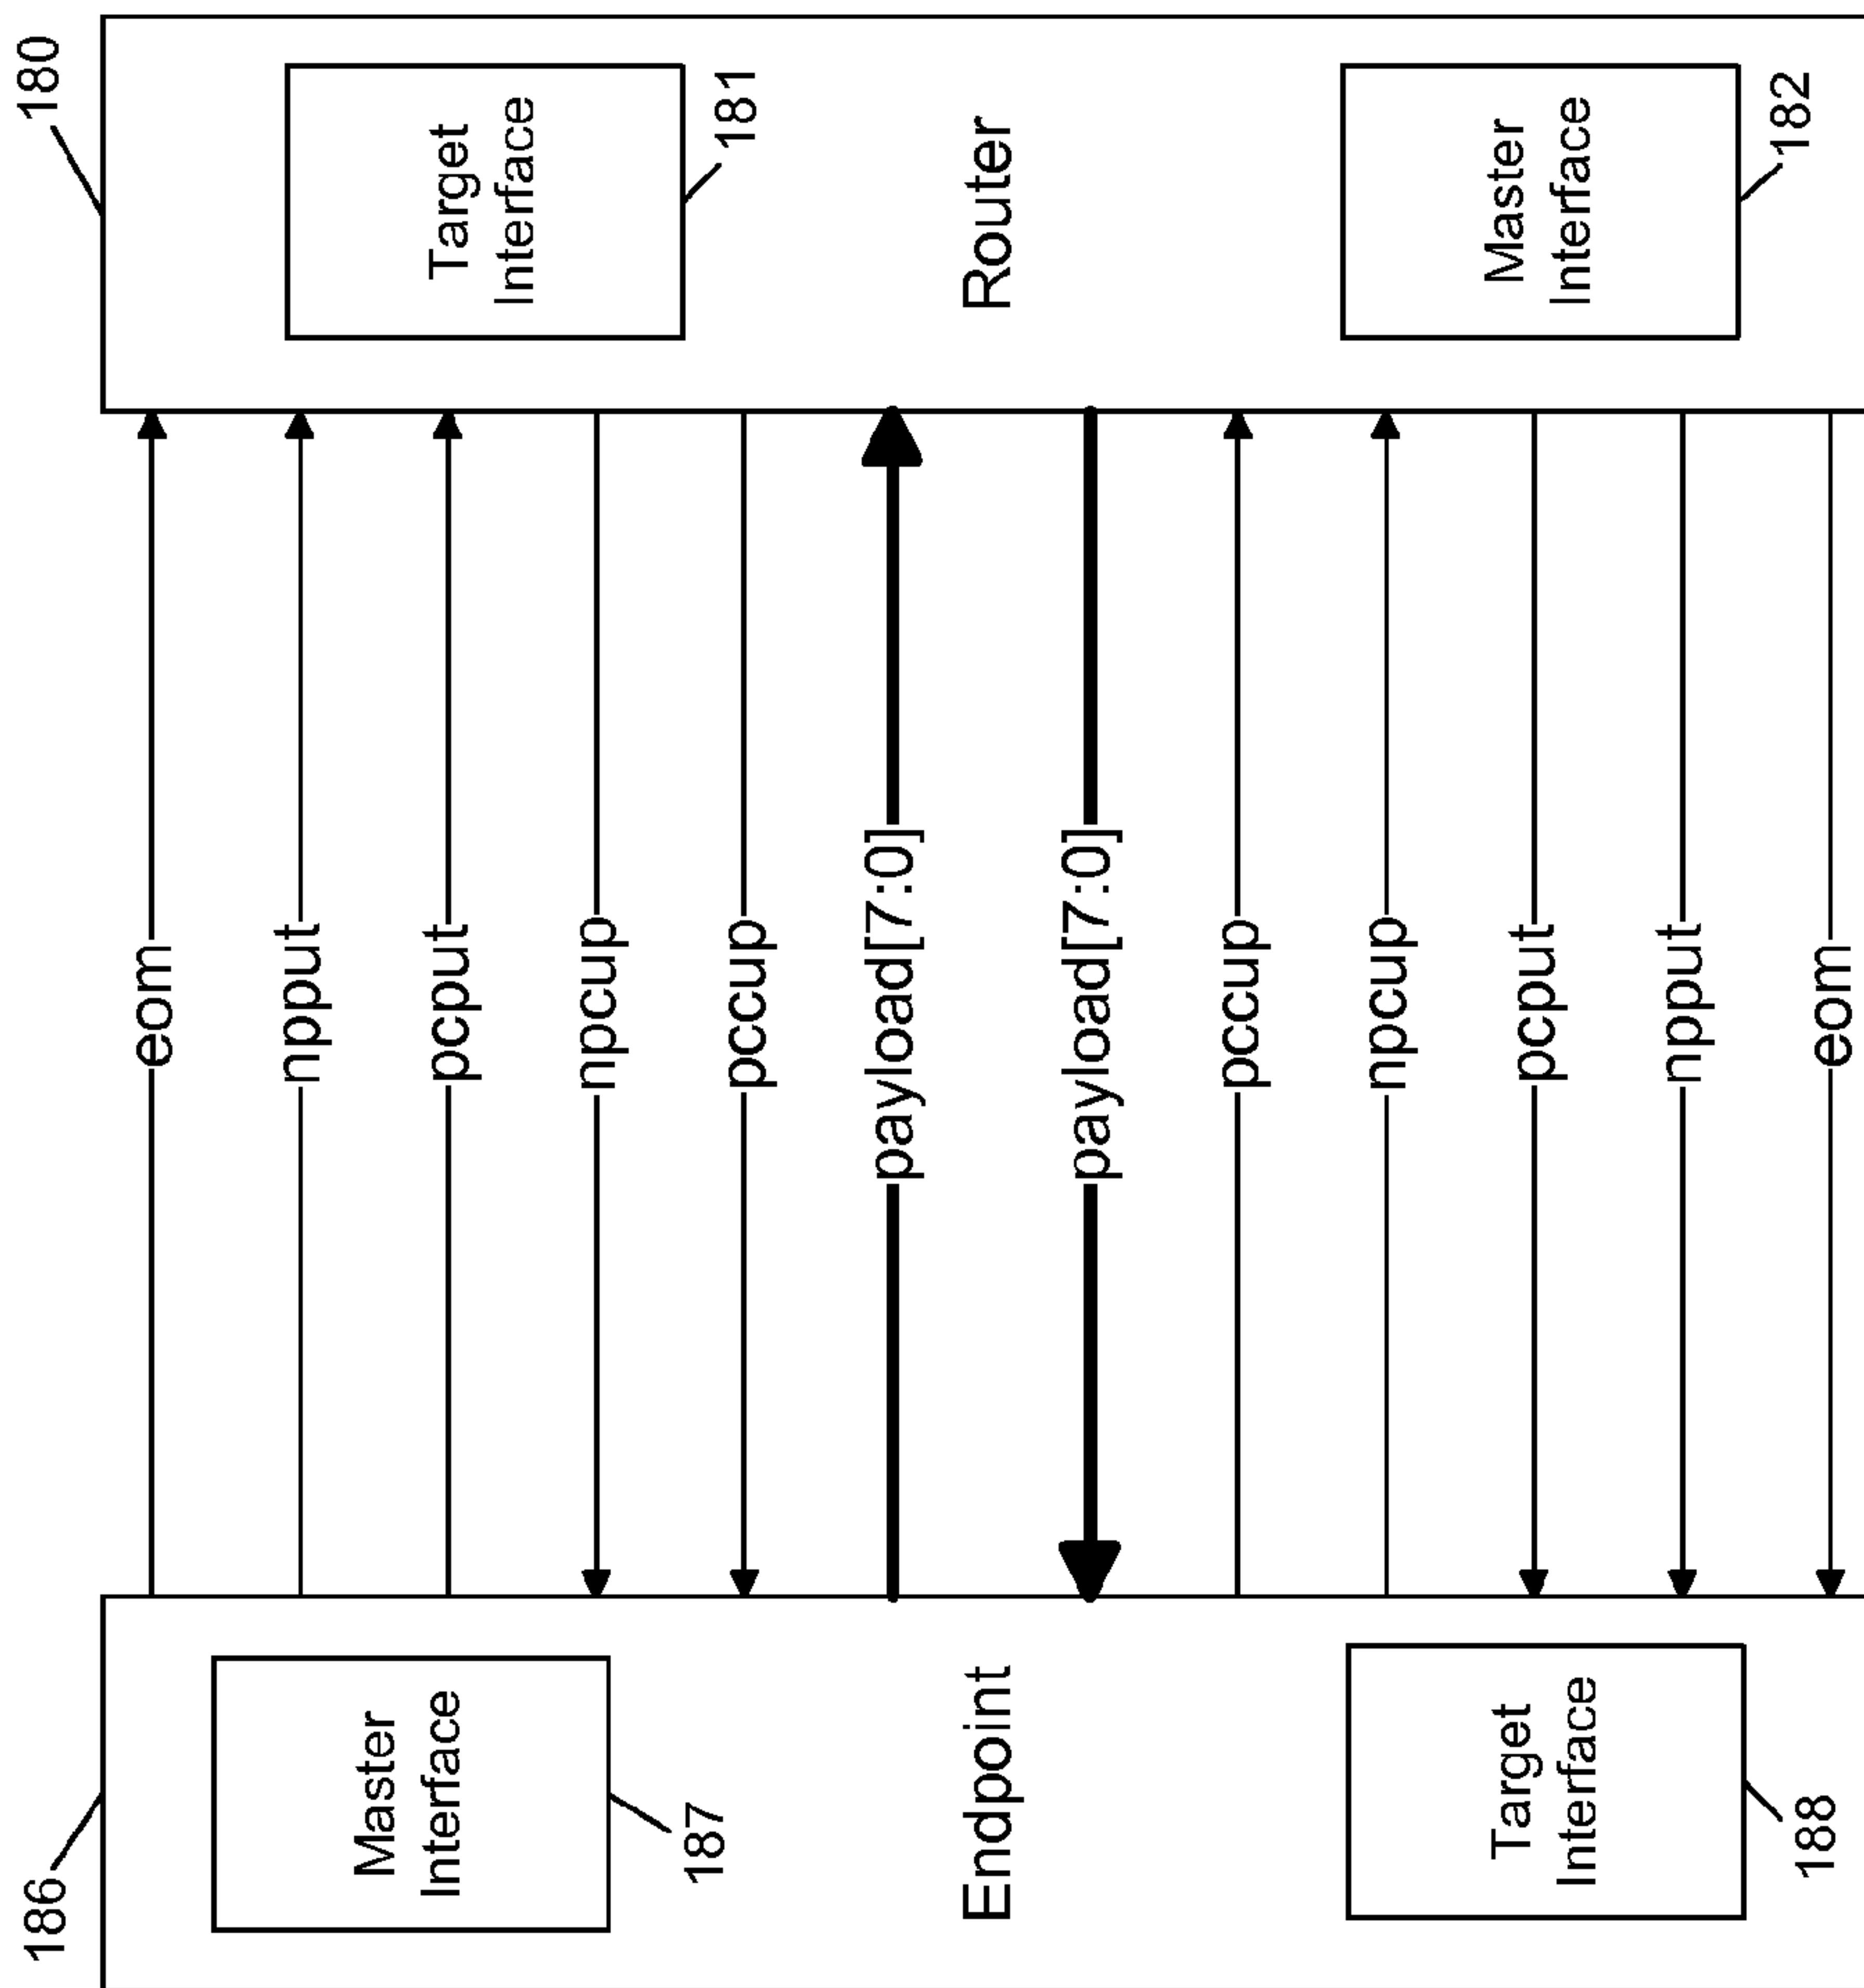 186
180
Master
Interface
187
Endpoint
Target
Interface
188
eom
npput
pcput
npcup
pccup
payload[7:0]
payload[7:0]
pccup
npcup
pcput
npput
eom
Target
Interface
181
Router
Master
Interface
182